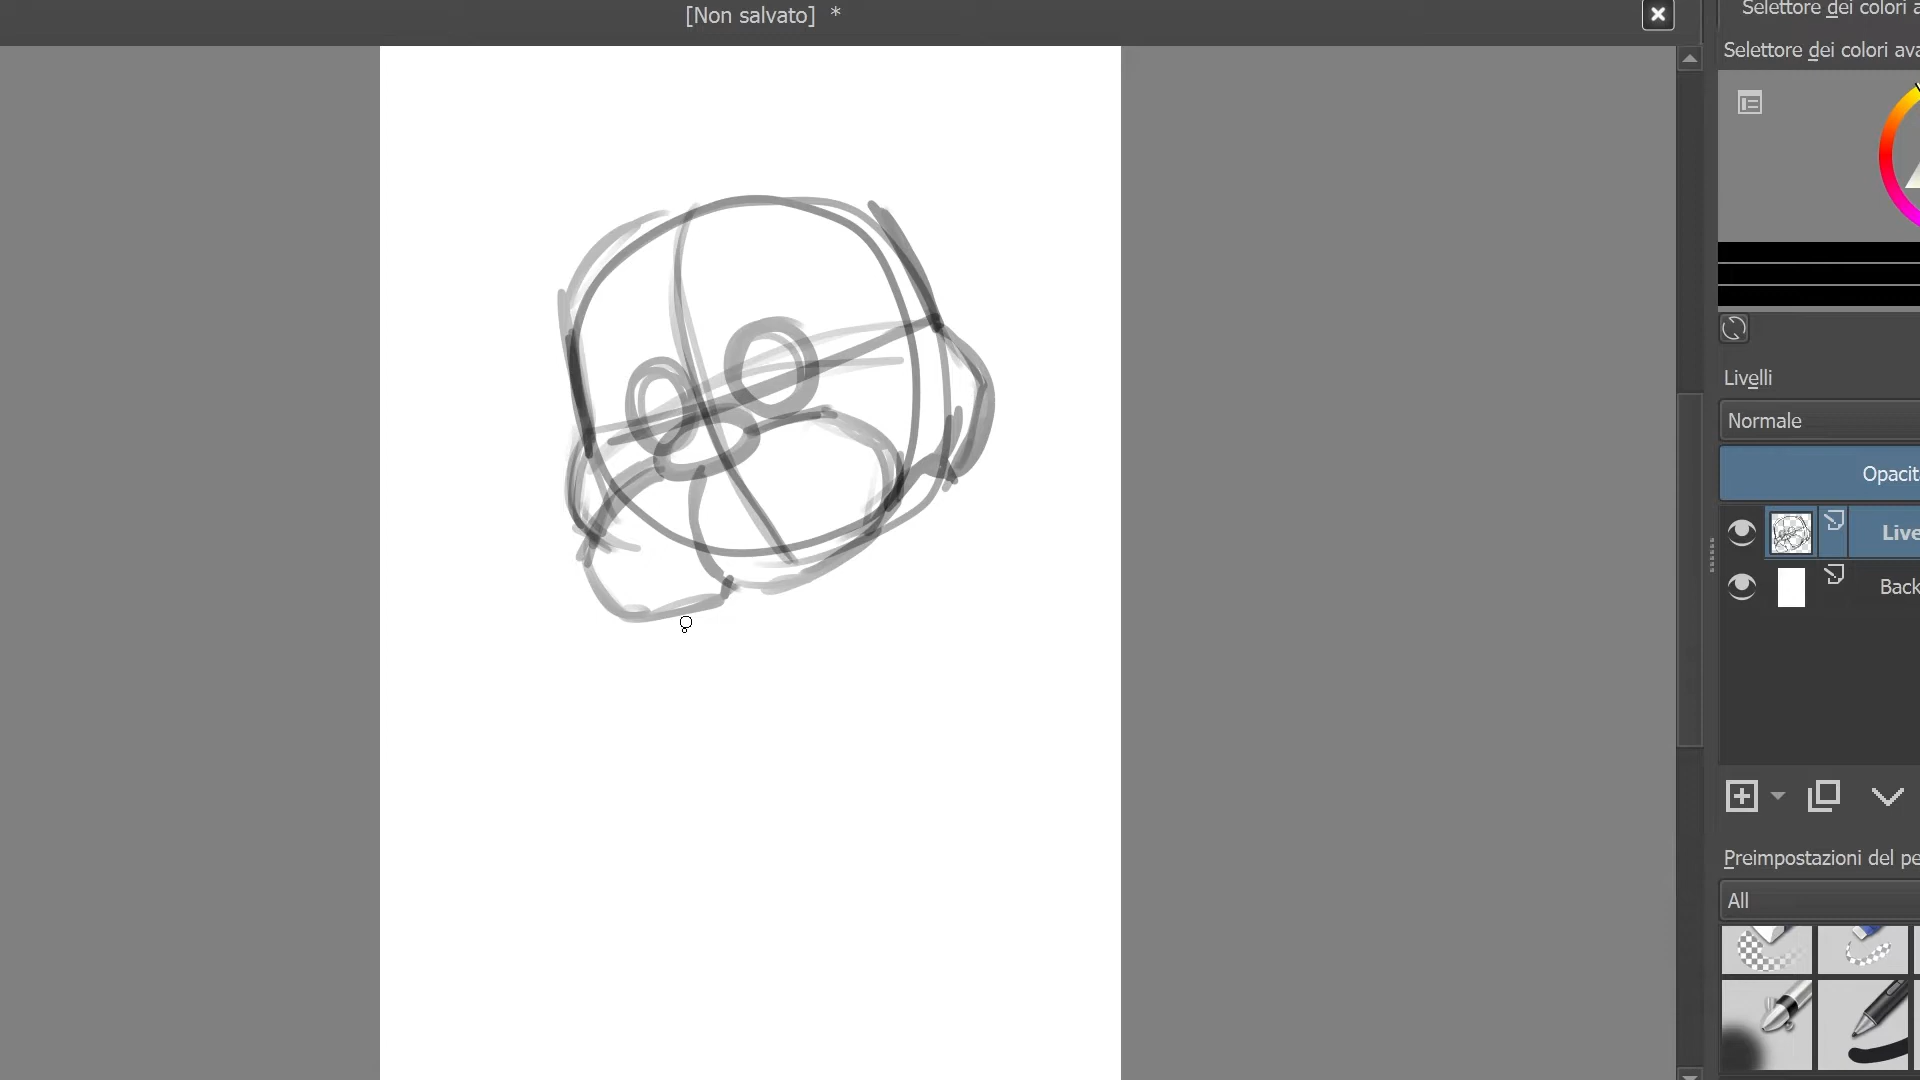 [Non salvato] *
Selettore dei colori a
Selettore dei colori ava
Livelli
Normale
Opacit
Live
Back
Preimpostazioni del pe
All